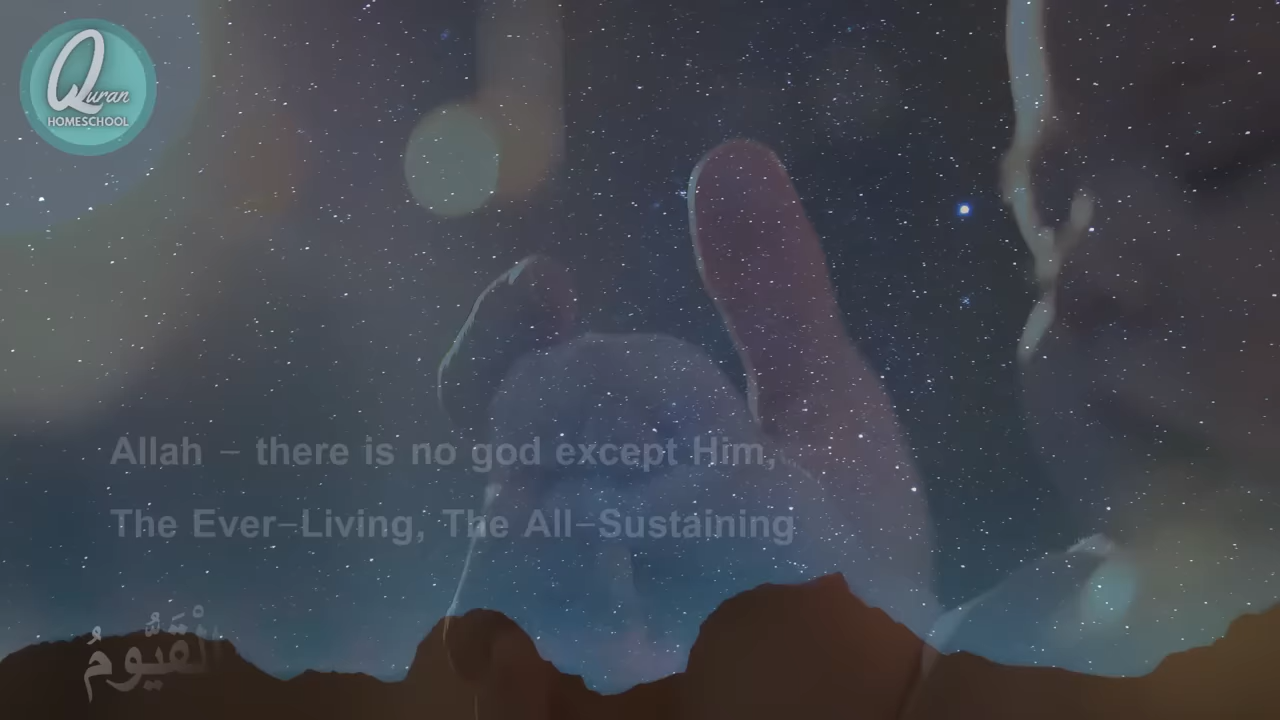 Quran
HOMESCHOOL
Allah – there is no god except Him,
The Ever–Living, The All–Sustaining
الْقَيُّومُ